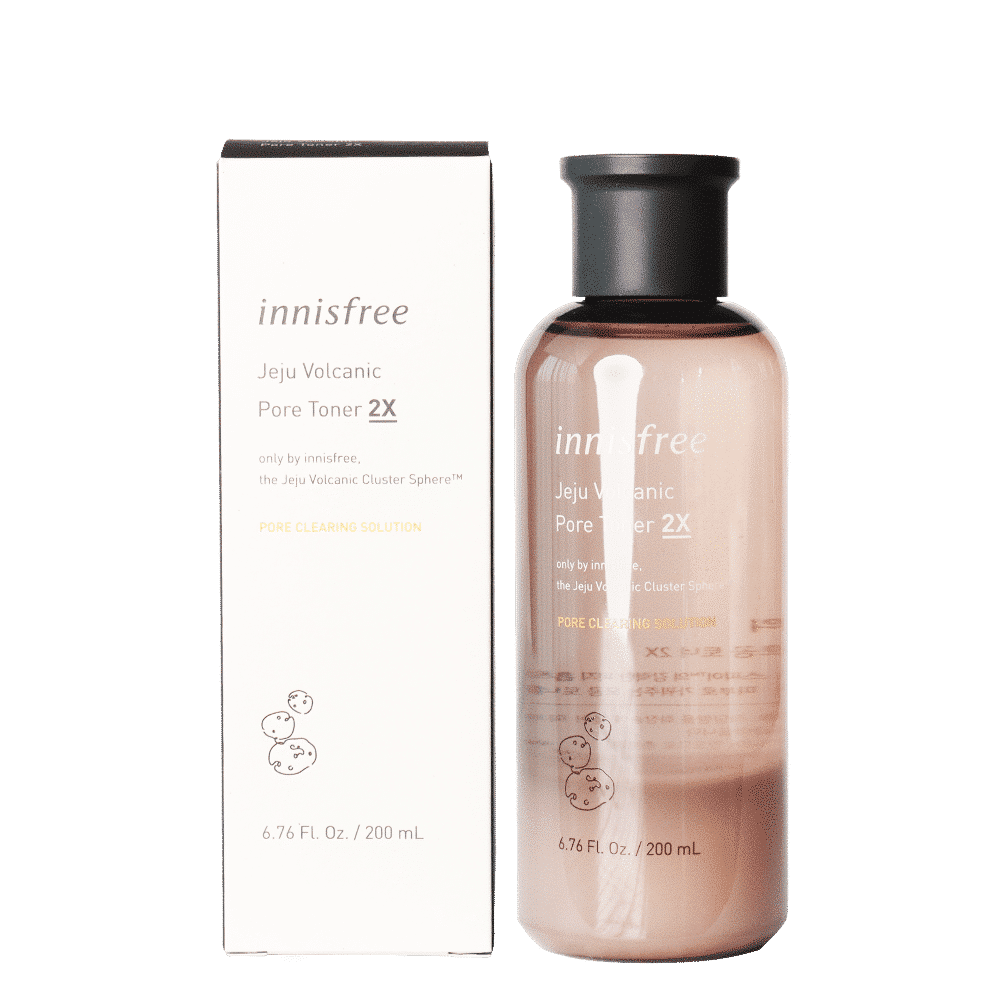 Pore Toner 2X
innisfree
Jeju Volcanic
Pore Toner 2X
only by innisfree,
the Jeju Volcanic Cluster Sphere™
PORE CLEARING SOLUTION
6.76 Fl. Oz. / 200 mL
innisfree
Jeju Volcanic
Pore Toner 2X
only by innisfree,
the Jeju Volcanic Cluster Sphere™
PORE CLEARING SOLUTION
6.76 Fl. Oz. / 200 mL